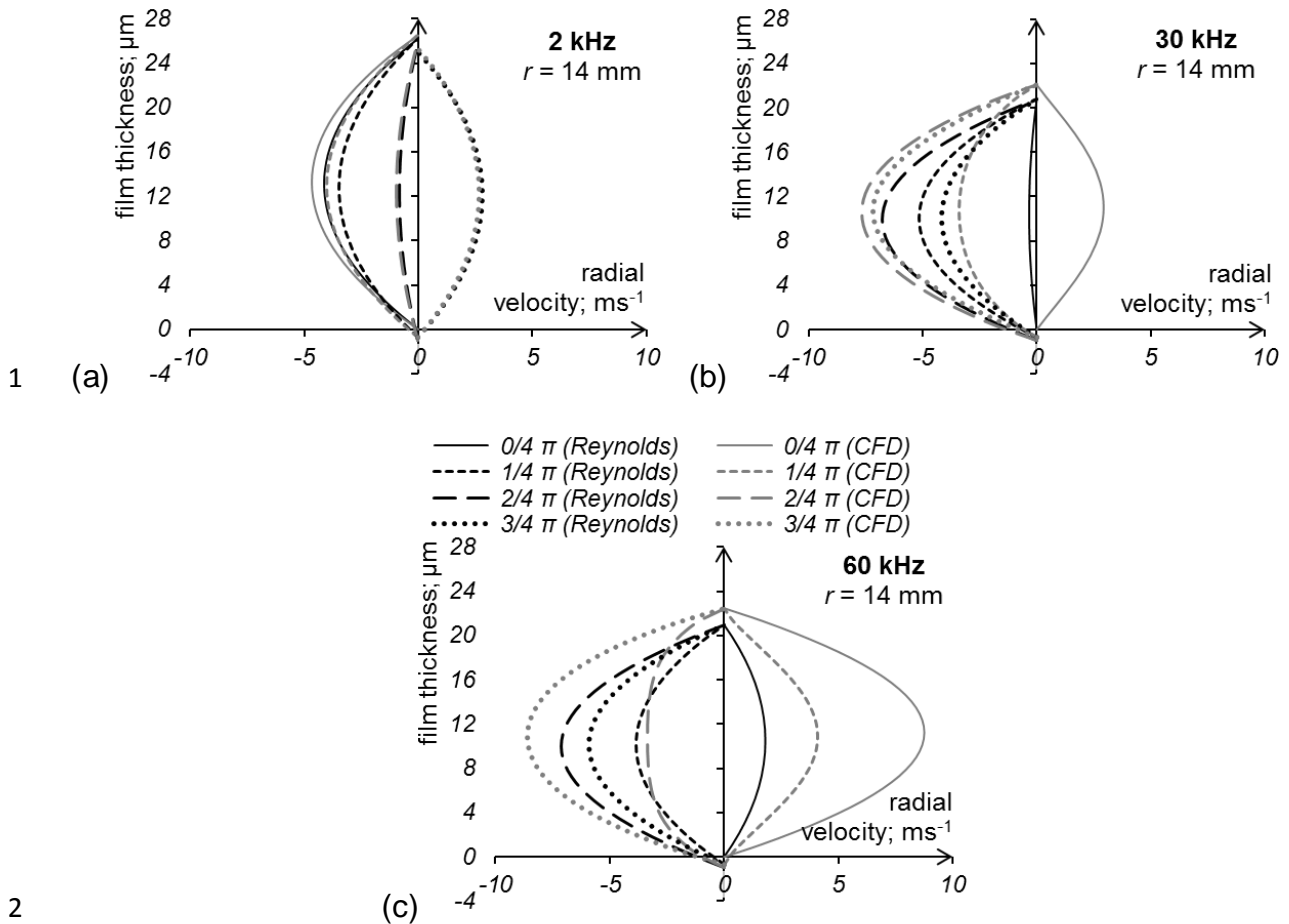 28
24
20
16
12
8
4
0
-4
film thickness; µm
2 kHz
r = 14 mm
radial
velocity; ms⁻¹
-10 -5 0 5 10
1 (a)
28
24
20
16
12
8
4
0
-4
film thickness; µm
30 kHz
r = 14 mm
radial
velocity; ms⁻¹
-10 -5 0 5 10
(b)
0/4 π (Reynolds) 0/4 π (CFD)
1/4 π (Reynolds) 1/4 π (CFD)
2/4 π (Reynolds) 2/4 π (CFD)
3/4 π (Reynolds) 3/4 π (CFD)
28
24
20
16
12
8
4
0
-4
film thickness; µm
60 kHz
r = 14 mm
radial
velocity; ms⁻¹
-10 -5 0 5 10
2 (c)